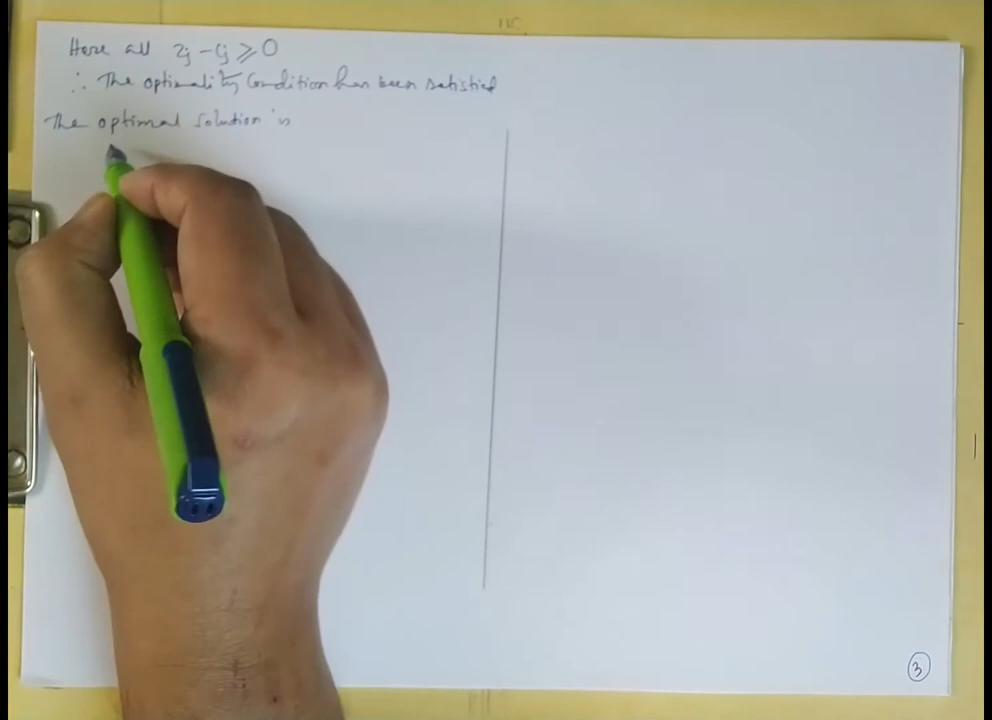 Here all Zj - Cj ⩾ 0
∴ The optimality Condition has been satisfied
The optimal solution is
3